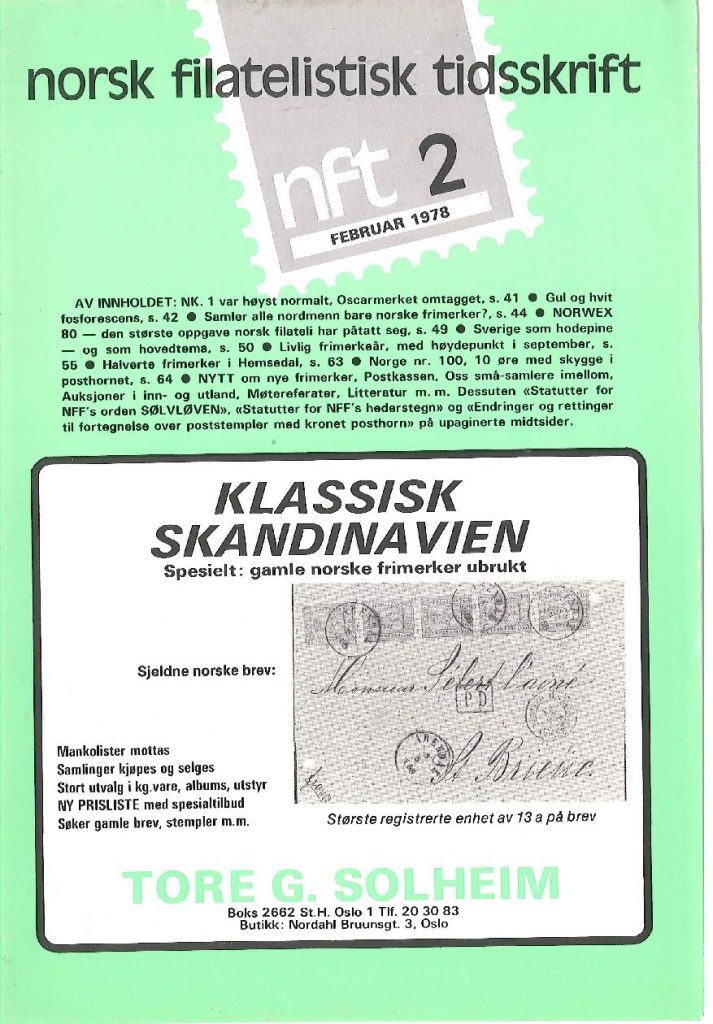 norsk filatelistisk tidsskrift
nft 2
FEBRUAR 1978
AV INNHOLDET: NK. 1 var høyst normalt, Oscarmerket omtagget, s. 41 ● Gul og hvit
fosforescens, s. 42 ● Samler alle nordmenn bare norske frimerker?, s. 44 ● NORWEX
80 — den største oppgave norsk filateli har påtatt seg, s. 49 ● Sverige som hodepine
— og som hovedtema, s. 50 ● Livlig frimerkeår, med høydepunkt i september, s.
55 ● Halverte frimerker i Hemsedal, s. 63 ● Norge nr. 100, 10 øre med skygge i
posthornet, s. 64 ● NYTT om nye frimerker, Postkassen, Oss små-samlere imellom,
Auksjoner i inn- og utland, Møtereferater, Litteratur m. m. Dessuten «Statutter for
NFF's orden SØLVLØVEN», «Statutter for NFF's hederstegn» og «Endringer og rettinger
til fortegnelse over poststempler med kronet posthorn» på upaginerte midtsider.
KLASSISK
SKANDINAVIEN
Spesielt: gamle norske frimerker ubrukt
Sjeldne norske brev:
Monsieur
PD
ARENDAL
St. Brieuc.
Mankolister mottas
Samlinger kjøpes og selges
Stort utvalg i kg.vare, albums, utstyr
NY PRISLISTE med spesialtilbud
Søker gamle brev, stempler m.m.
Største registrerte enhet av 13 a på brev
TORE G. SOLHEIM
Boks 2662 St.H. Oslo 1 Tlf. 20 30 83
Butikk: Nordahl Bruunsgt. 3, Oslo